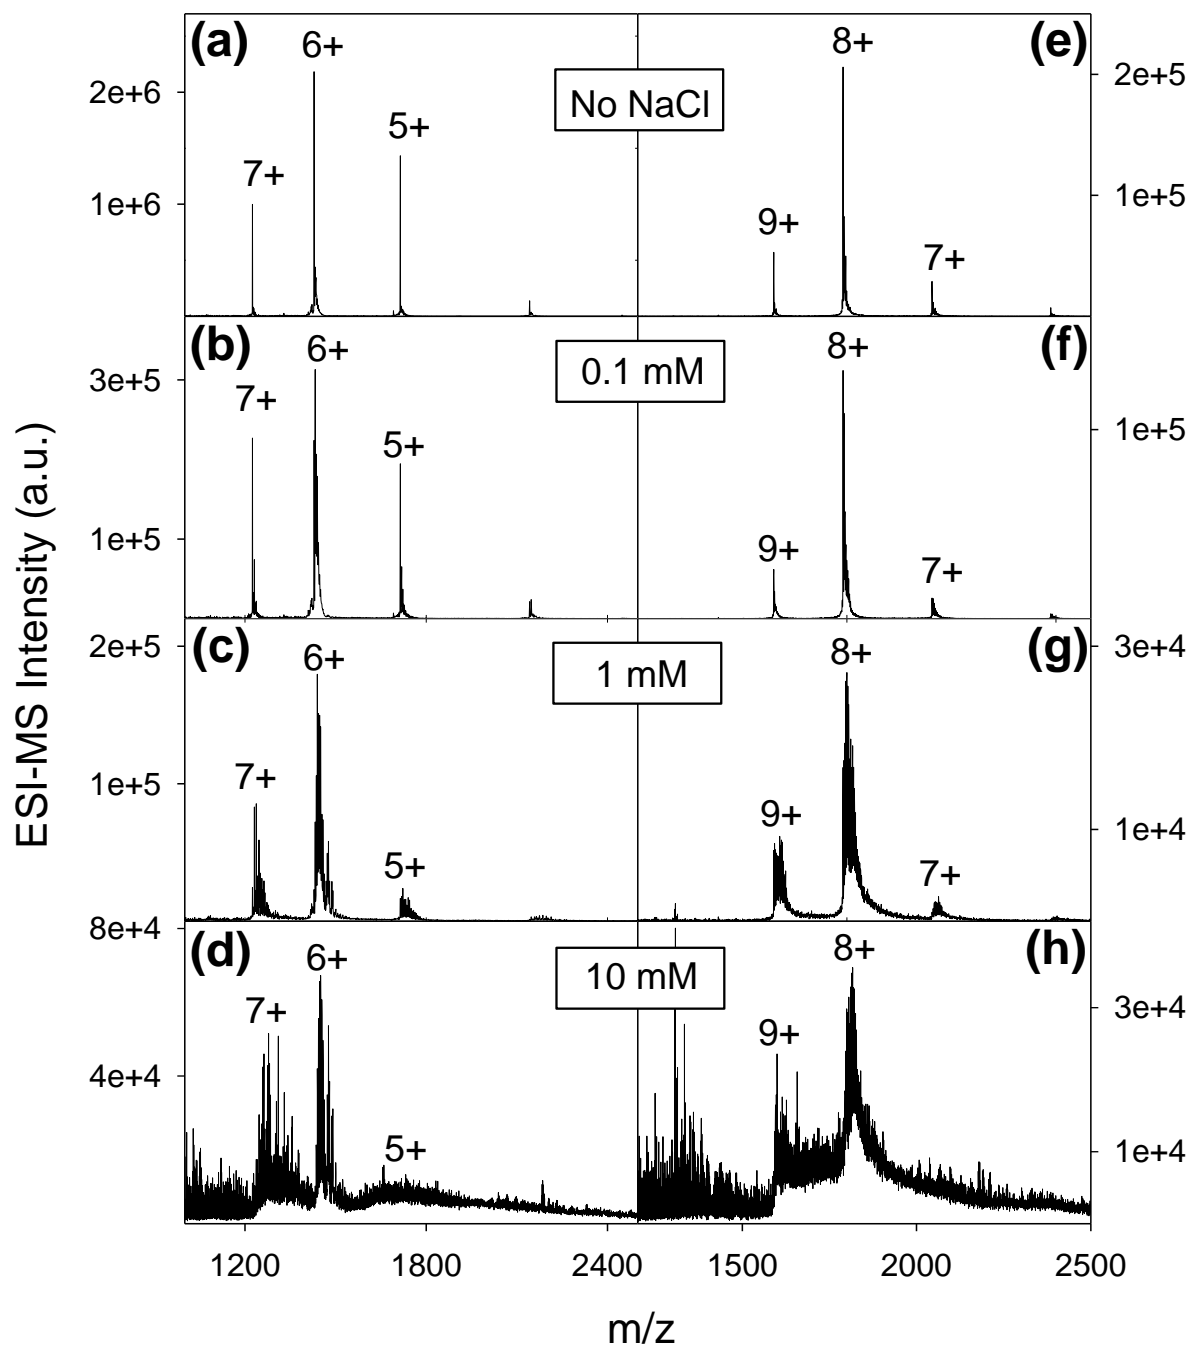 (a)
6+
8+
(e)
2e+6
No NaCl
2e+5
5+
7+
1e+6
1e+5
9+
7+
(b)
6+
0.1 mM
8+
(f)
3e+5
7+
5+
1e+5
1e+5
9+
7+
ESI-MS Intensity (a.u.)
2e+5
(c)
6+
1 mM
8+
(g)
3e+4
7+
1e+5
9+
1e+4
5+
7+
8e+4
(d)
6+
10 mM
8+
(h)
7+
9+
3e+4
4e+4
5+
1e+4
1200
1800
2400
1500
2000
2500
m/z